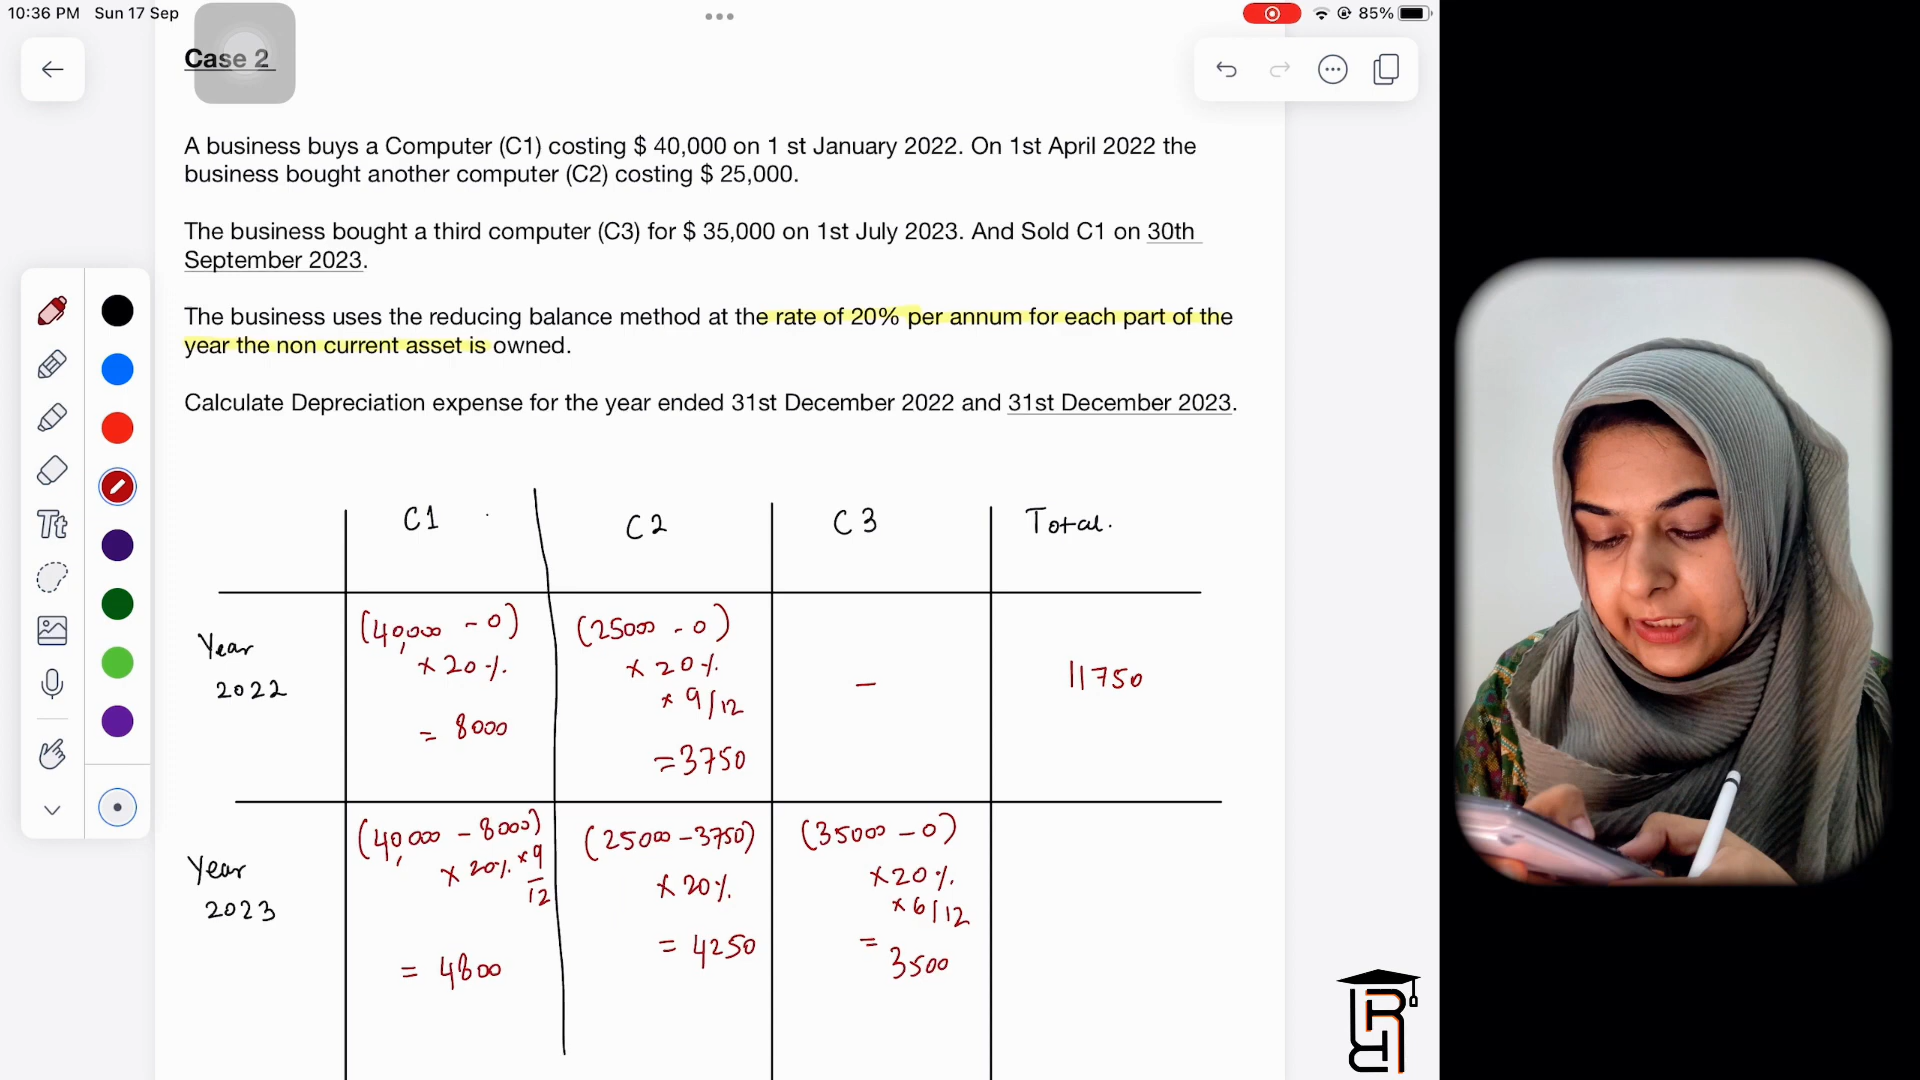 10:36 PM Sun 17 Sep
85%
Case 2
A business buys a Computer (C1) costing $ 40,000 on 1 st January 2022. On 1st April 2022 the
business bought another computer (C2) costing $ 25,000.
The business bought a third computer (C3) for $ 35,000 on 1st July 2023. And Sold C1 on 30th
September 2023.
The business uses the reducing balance method at the rate of 20% per annum for each part of the
year the non current asset is owned.
Calculate Depreciation expense for the year ended 31st December 2022 and 31st December 2023.
Tt
C1
C2
C3
Total.
Year
2022
(40,000 - 0)
× 20%.
= 8000
(25000 - 0)
× 20%.
× 9/12
= 3750
-
11750
Year
2023
(40,000 - 8000)
× 20%. × 9
12
= 4800
(25000 - 3750)
× 20%.
= 4250
(35000 - 0)
× 20%.
× 6/12
=
3500